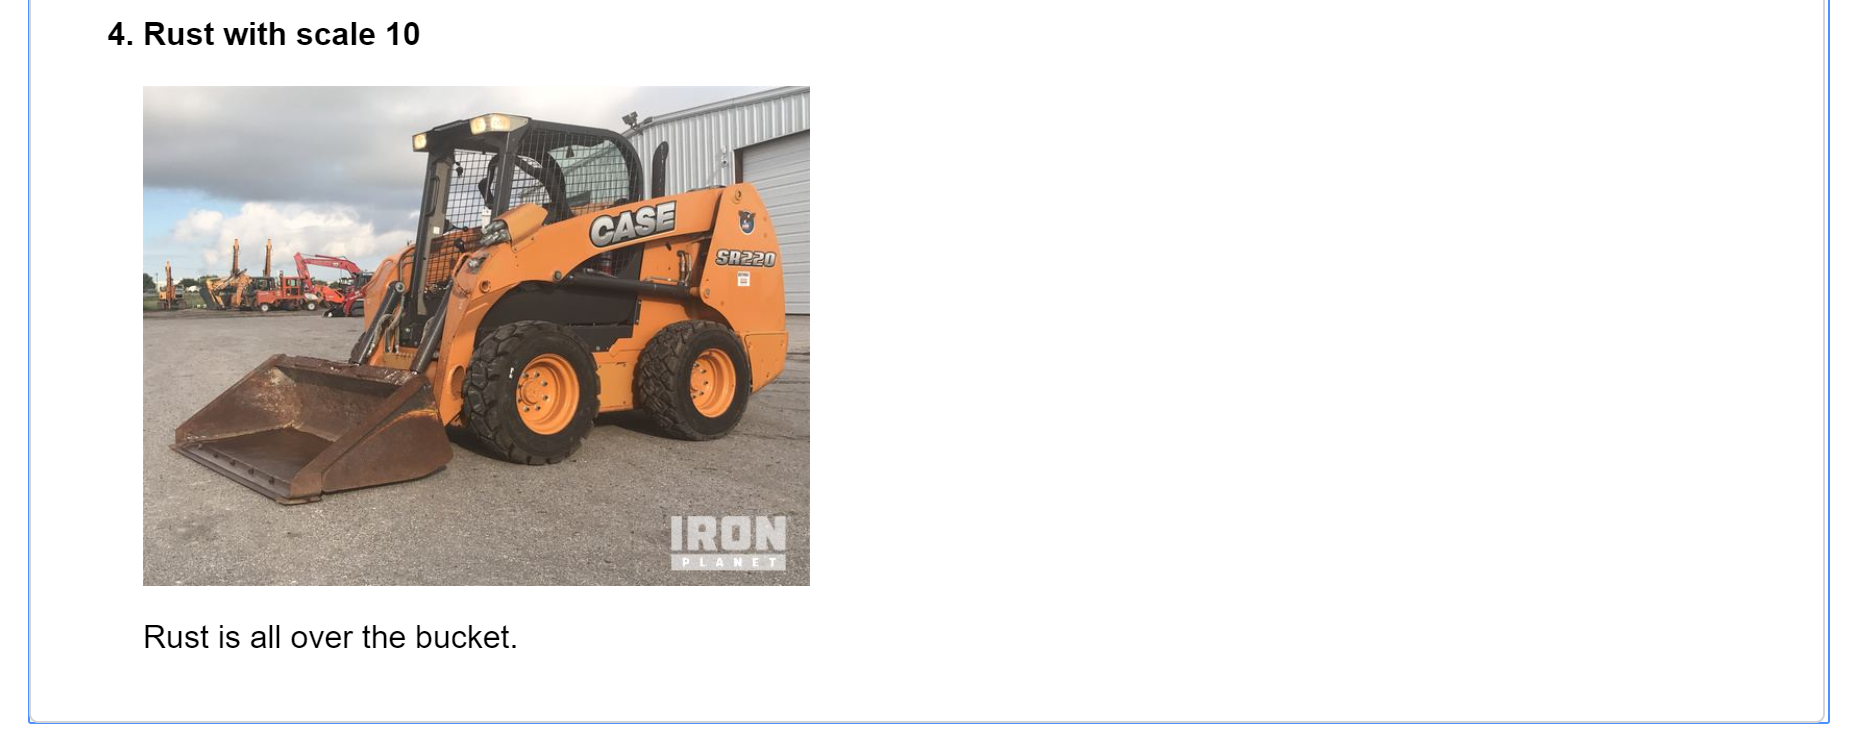 4. Rust with scale 10
CASE
SR220
IRON
PLANET
Rust is all over the bucket.